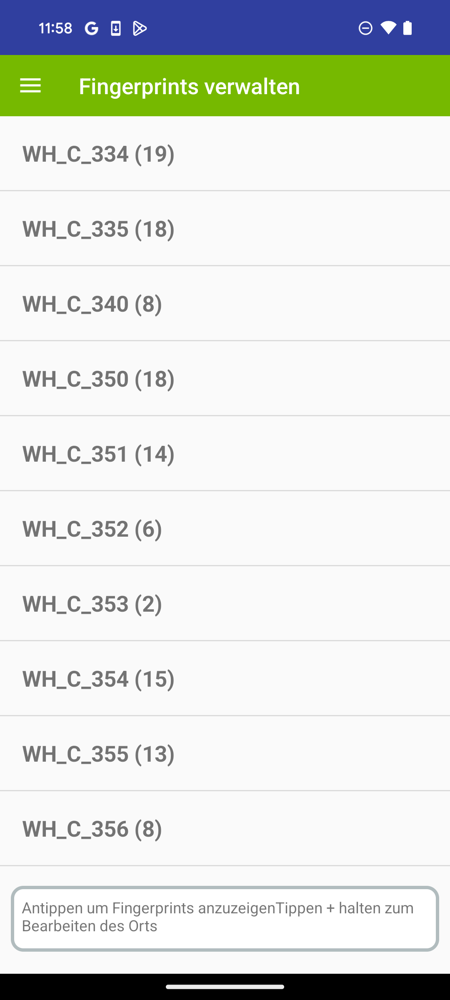 11:58
Fingerprints verwalten
WH_C_334 (19)
WH_C_335 (18)
WH_C_340 (8)
WH_C_350 (18)
WH_C_351 (14)
WH_C_352 (6)
WH_C_353 (2)
WH_C_354 (15)
WH_C_355 (13)
WH_C_356 (8)
Antippen um Fingerprints anzuzeigenTippen + halten zum
Bearbeiten des Orts